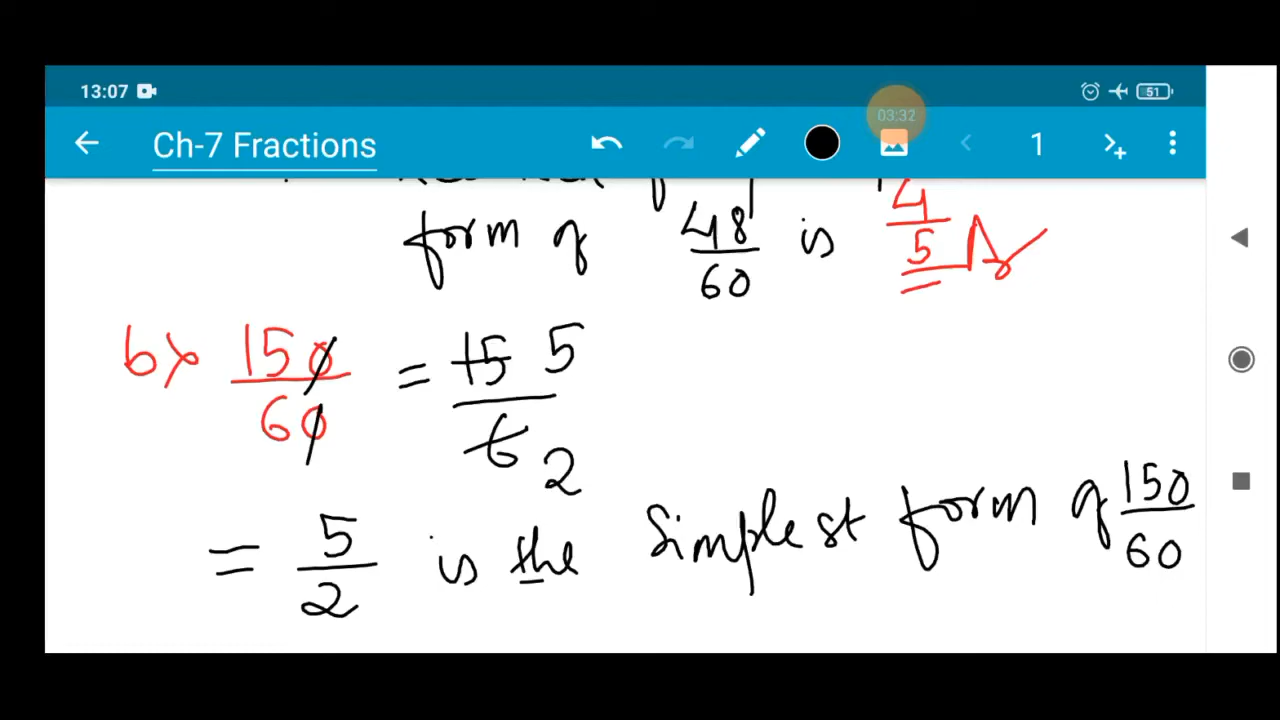 13:07 51
03:32
Ch-7 Fractions 1
form of 48/60 is 4/5 A
b> 150/60 = 15 5/6 2
= 5/2 is the simplest form of 150/60